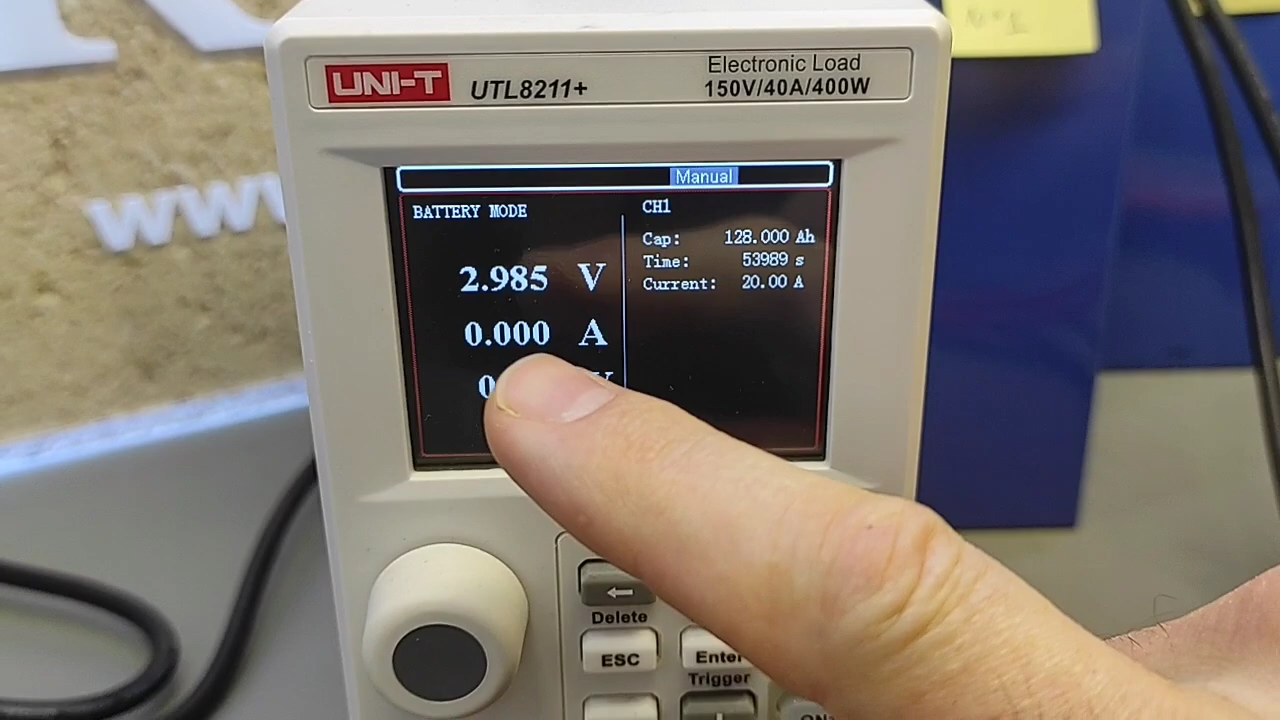 www
UNI-T UTL8211+ Electronic Load
150V/40A/400W
Manual
BATTERY MODE
CH1
Cap: 128.000 Ah
Time: 53989 s
Current: 20.00 A
2.985 V
0.000 A
Delete
ESC
Enter
Trigger